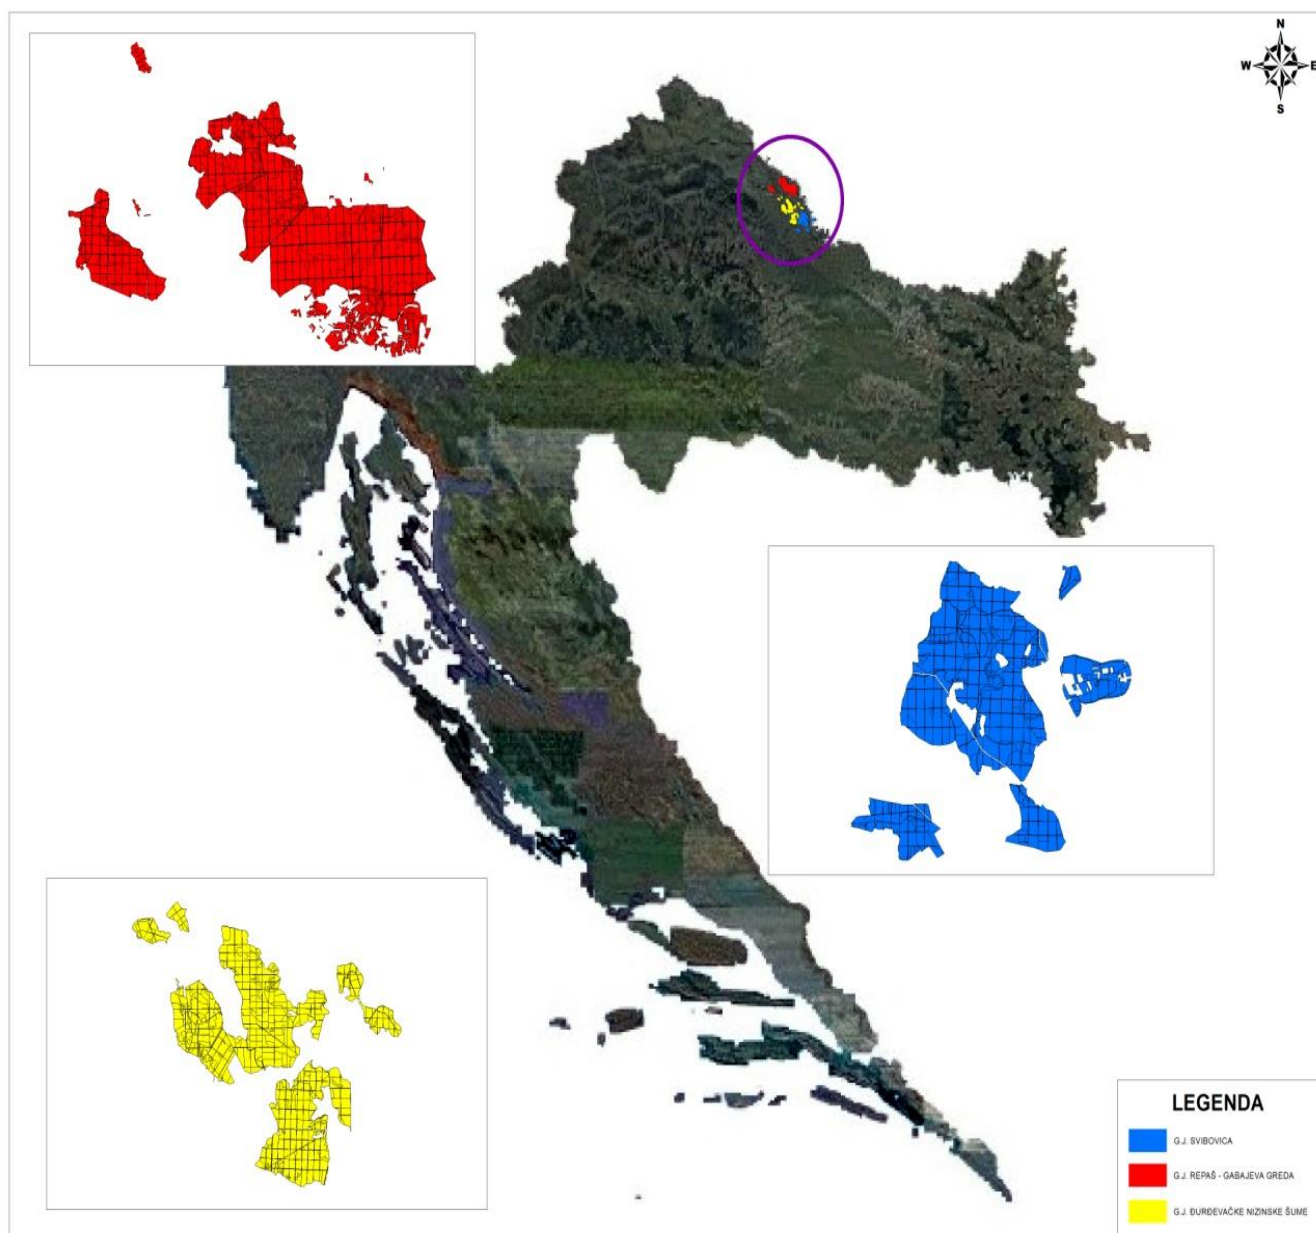 N
W E
S
LEGENDA
G.J. SVIBOVICA
G.J. REPAŠ - GABAJEVA GREDA
G.J. ĐURĐEVAČKE NIZINSKE ŠUME